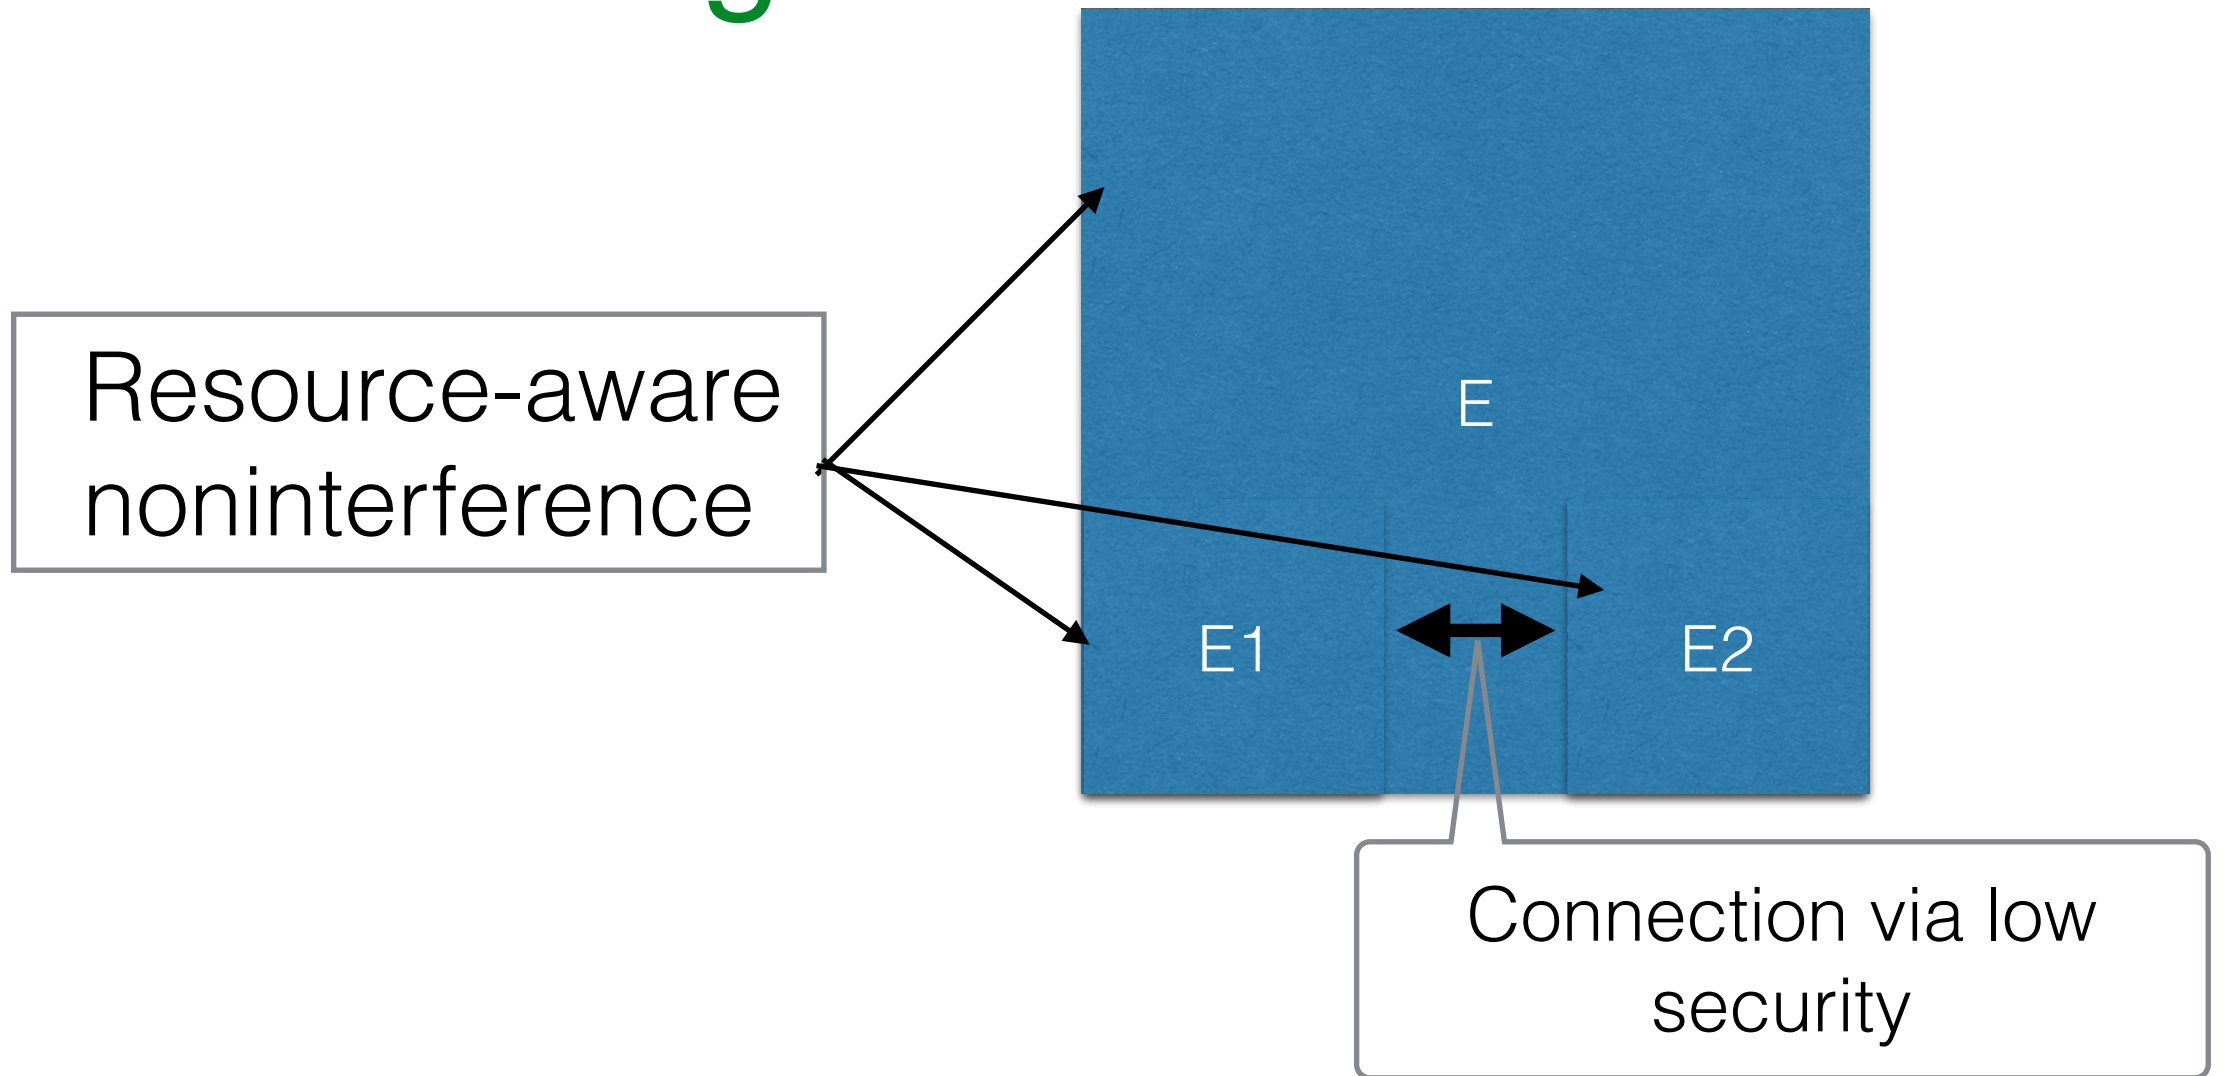 Resource-aware
noninterference
E
E1
E2
Connection via low
security